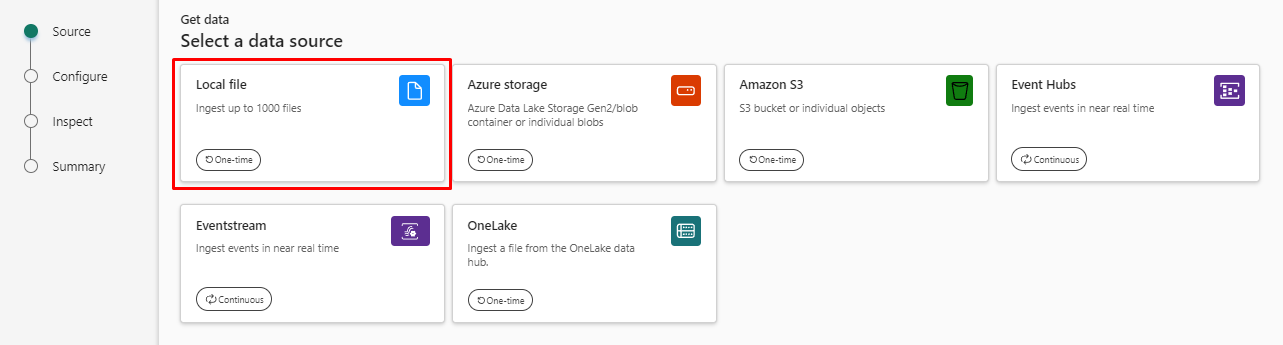 Source
Configure
Inspect
Summary
Get data
Select a data source
Local file
Ingest up to 1000 files
One-time
Azure storage
Azure Data Lake Storage Gen2/blob
container or individual blobs
One-time
Amazon S3
S3 bucket or individual objects
One-time
Event Hubs
Ingest events in near real time
Continuous
Eventstream
Ingest events in near real time
Continuous
OneLake
Ingest a file from the OneLake data
hub.
One-time